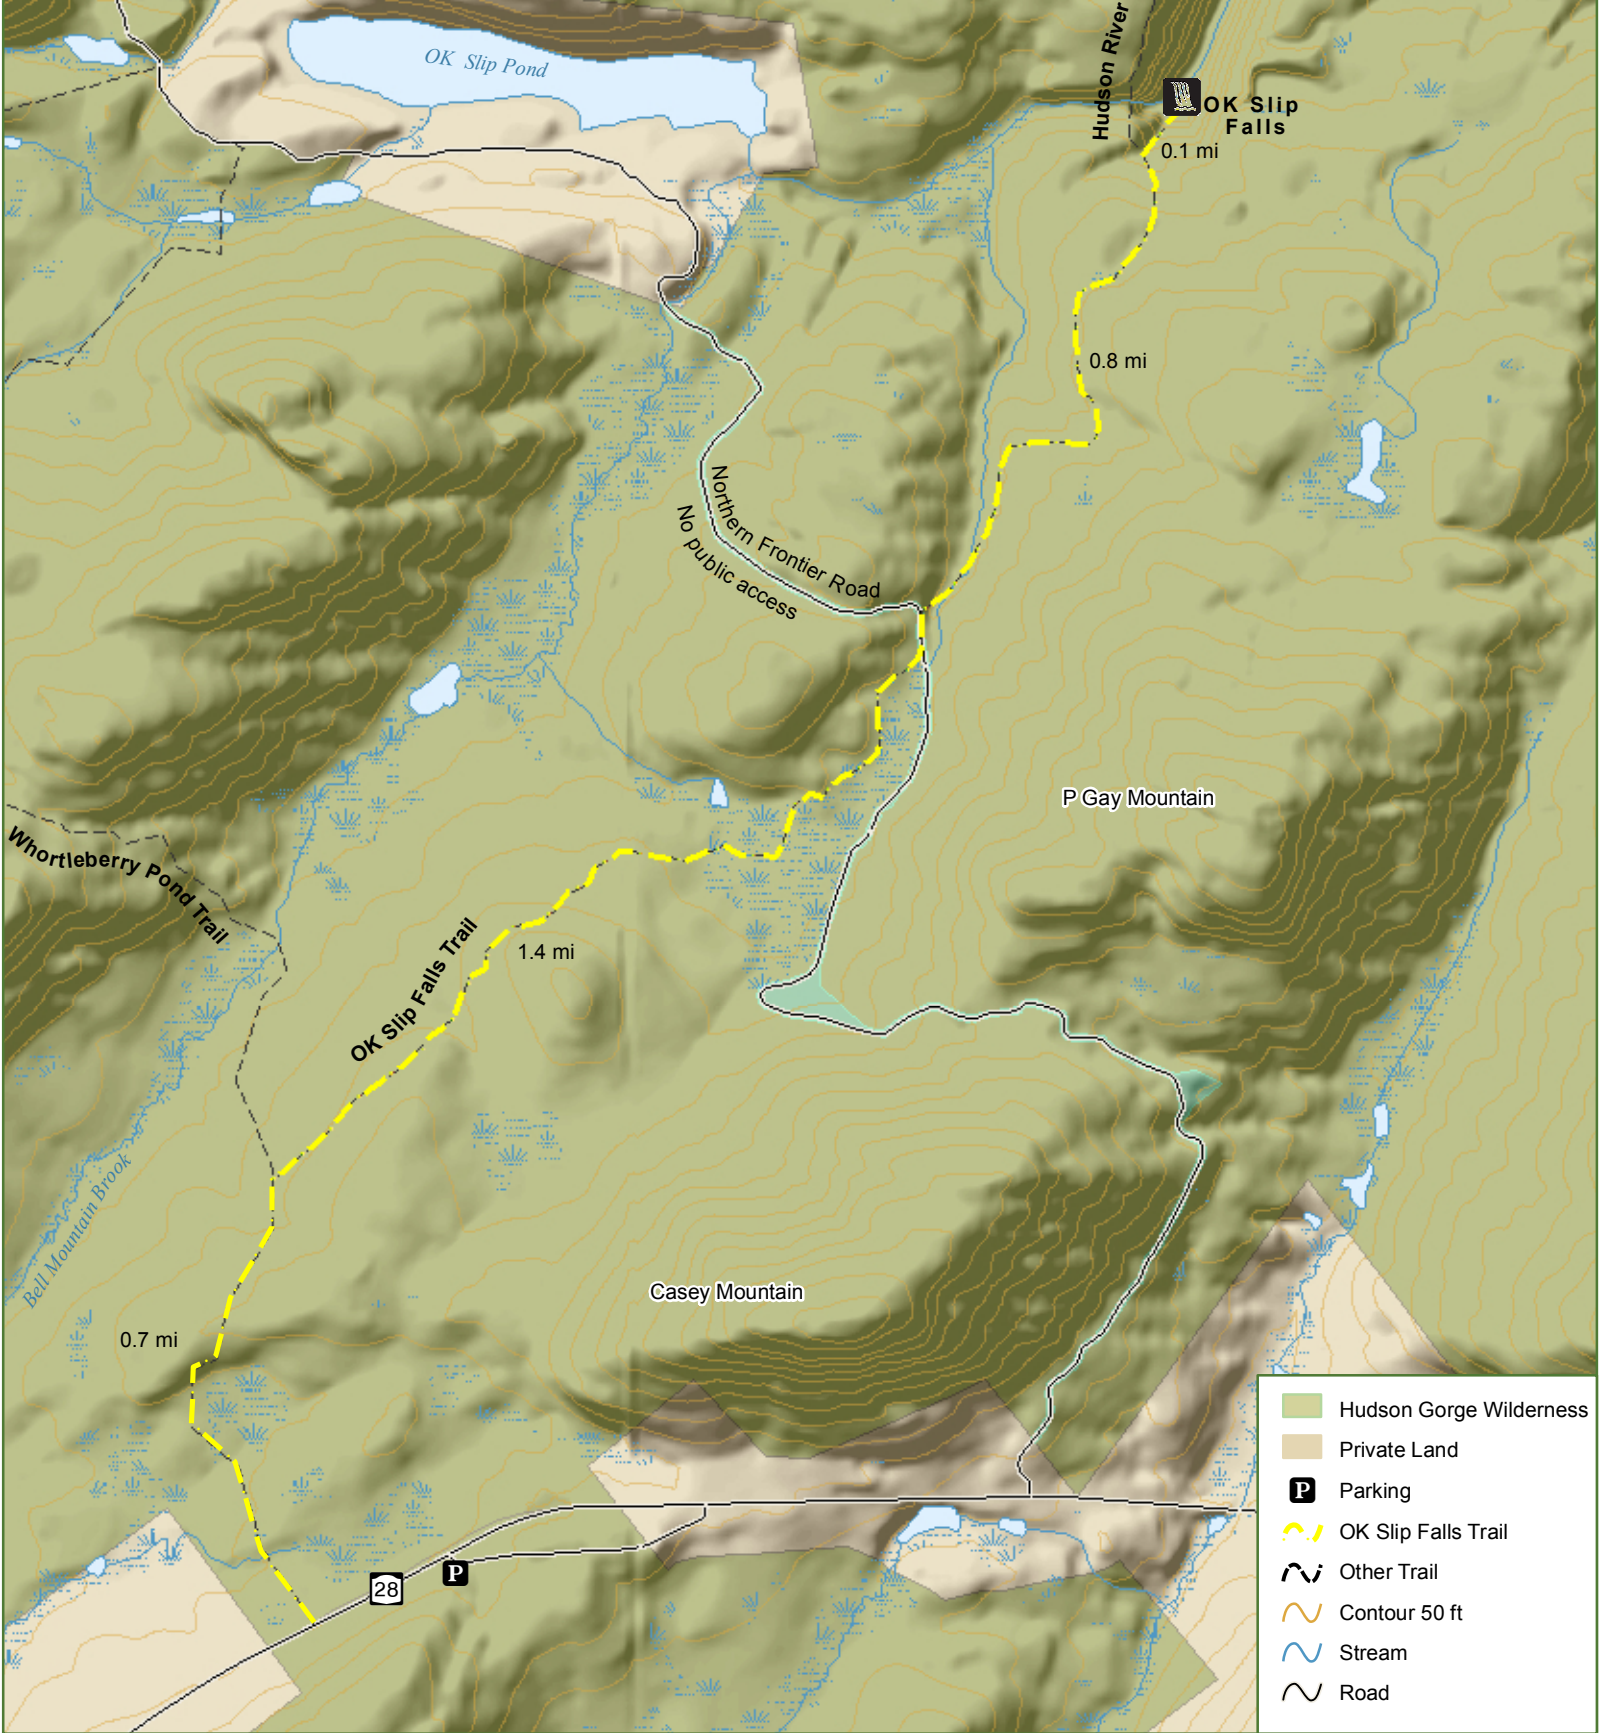 OK Slip Pond
Hudson River
OK Slip
Falls
0.1 mi
0.8 mi
Northern Frontier Road
No public access
P Gay Mountain
Whortleberry Pond Trail
OK Slip Falls Trail
1.4 mi
Bell Mountain Brook
Casey Mountain
0.7 mi
28
P
Hudson Gorge Wilderness
Private Land
P Parking
OK Slip Falls Trail
Other Trail
Contour 50 ft
Stream
Road